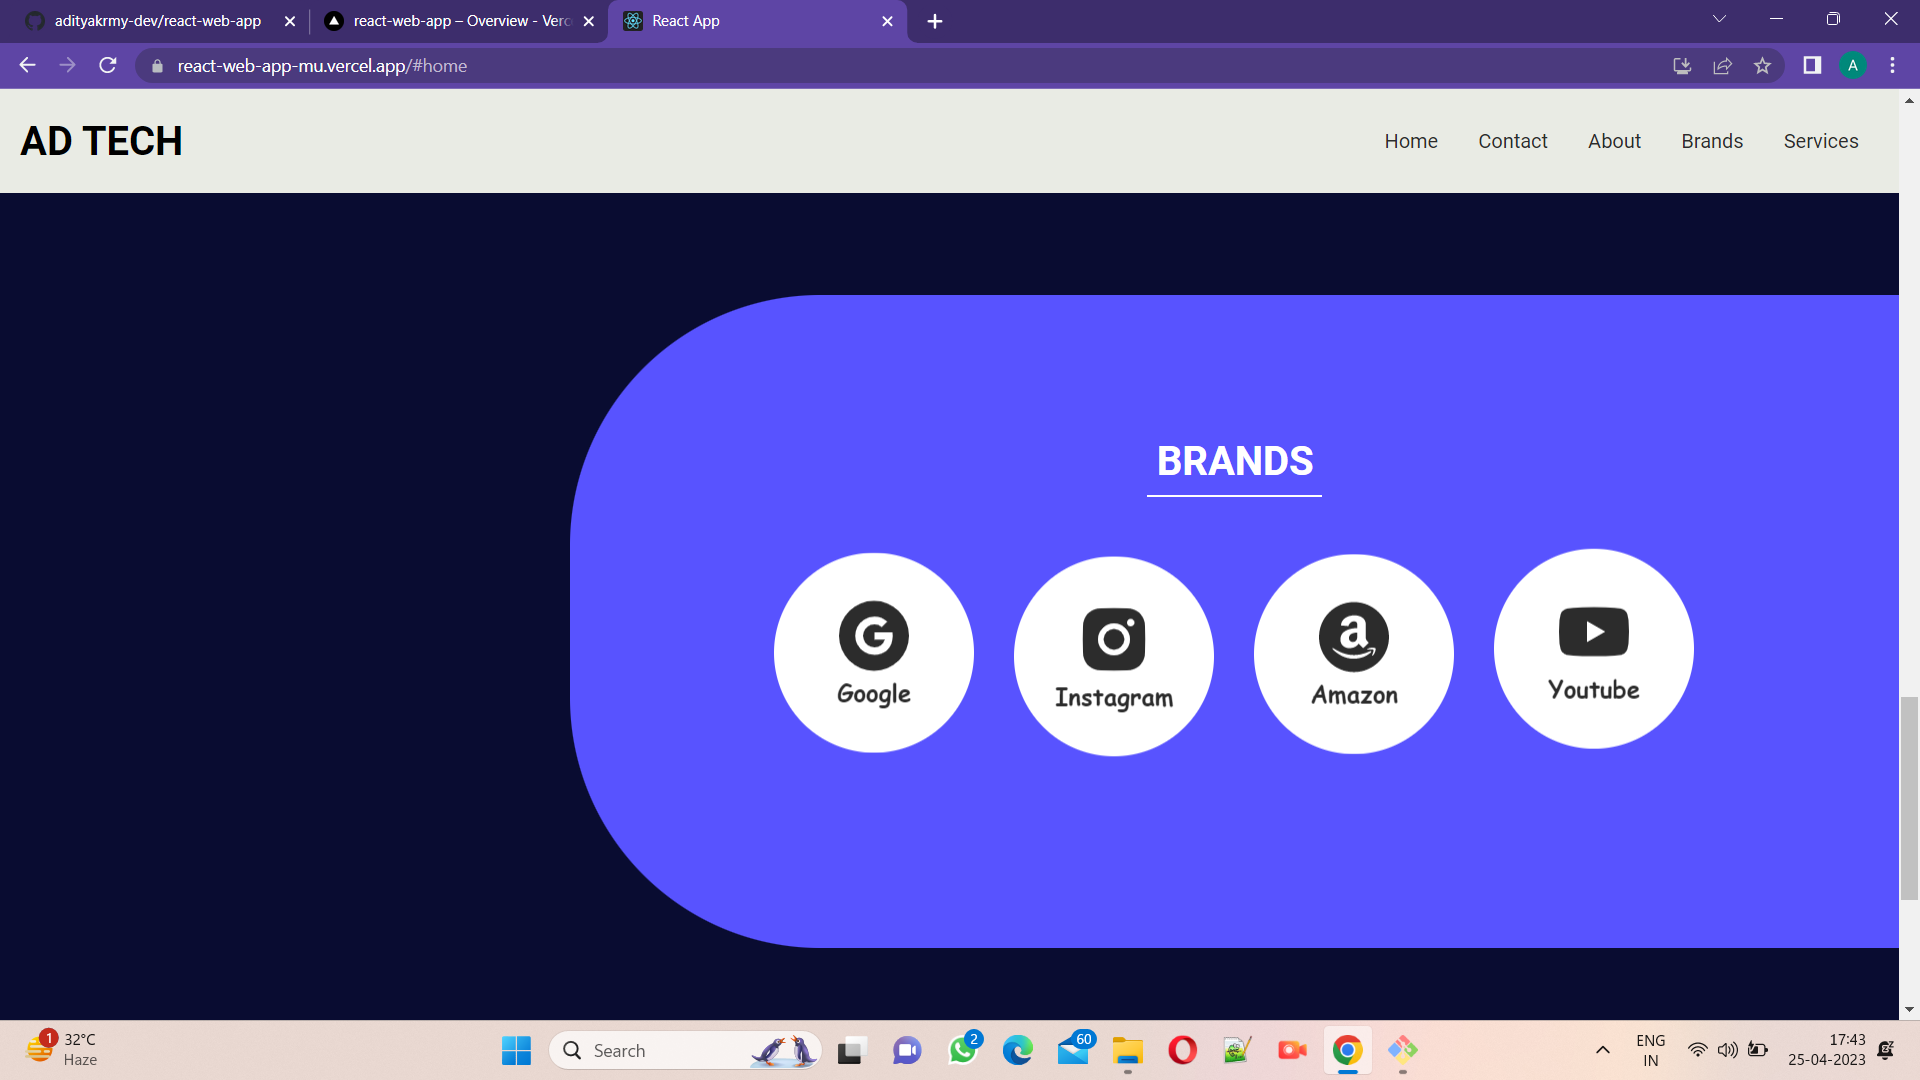 adityakrmy-dev/react-web-app
react-web-app – Overview - Verc
React App
react-web-app-mu.vercel.app/#home
A
AD TECH
Home
Contact
About
Brands
Services
BRANDS
Google
Instagram
Amazon
Youtube
1
32°C
Haze
Search
2
60
ENG
IN
17:43
25-04-2023